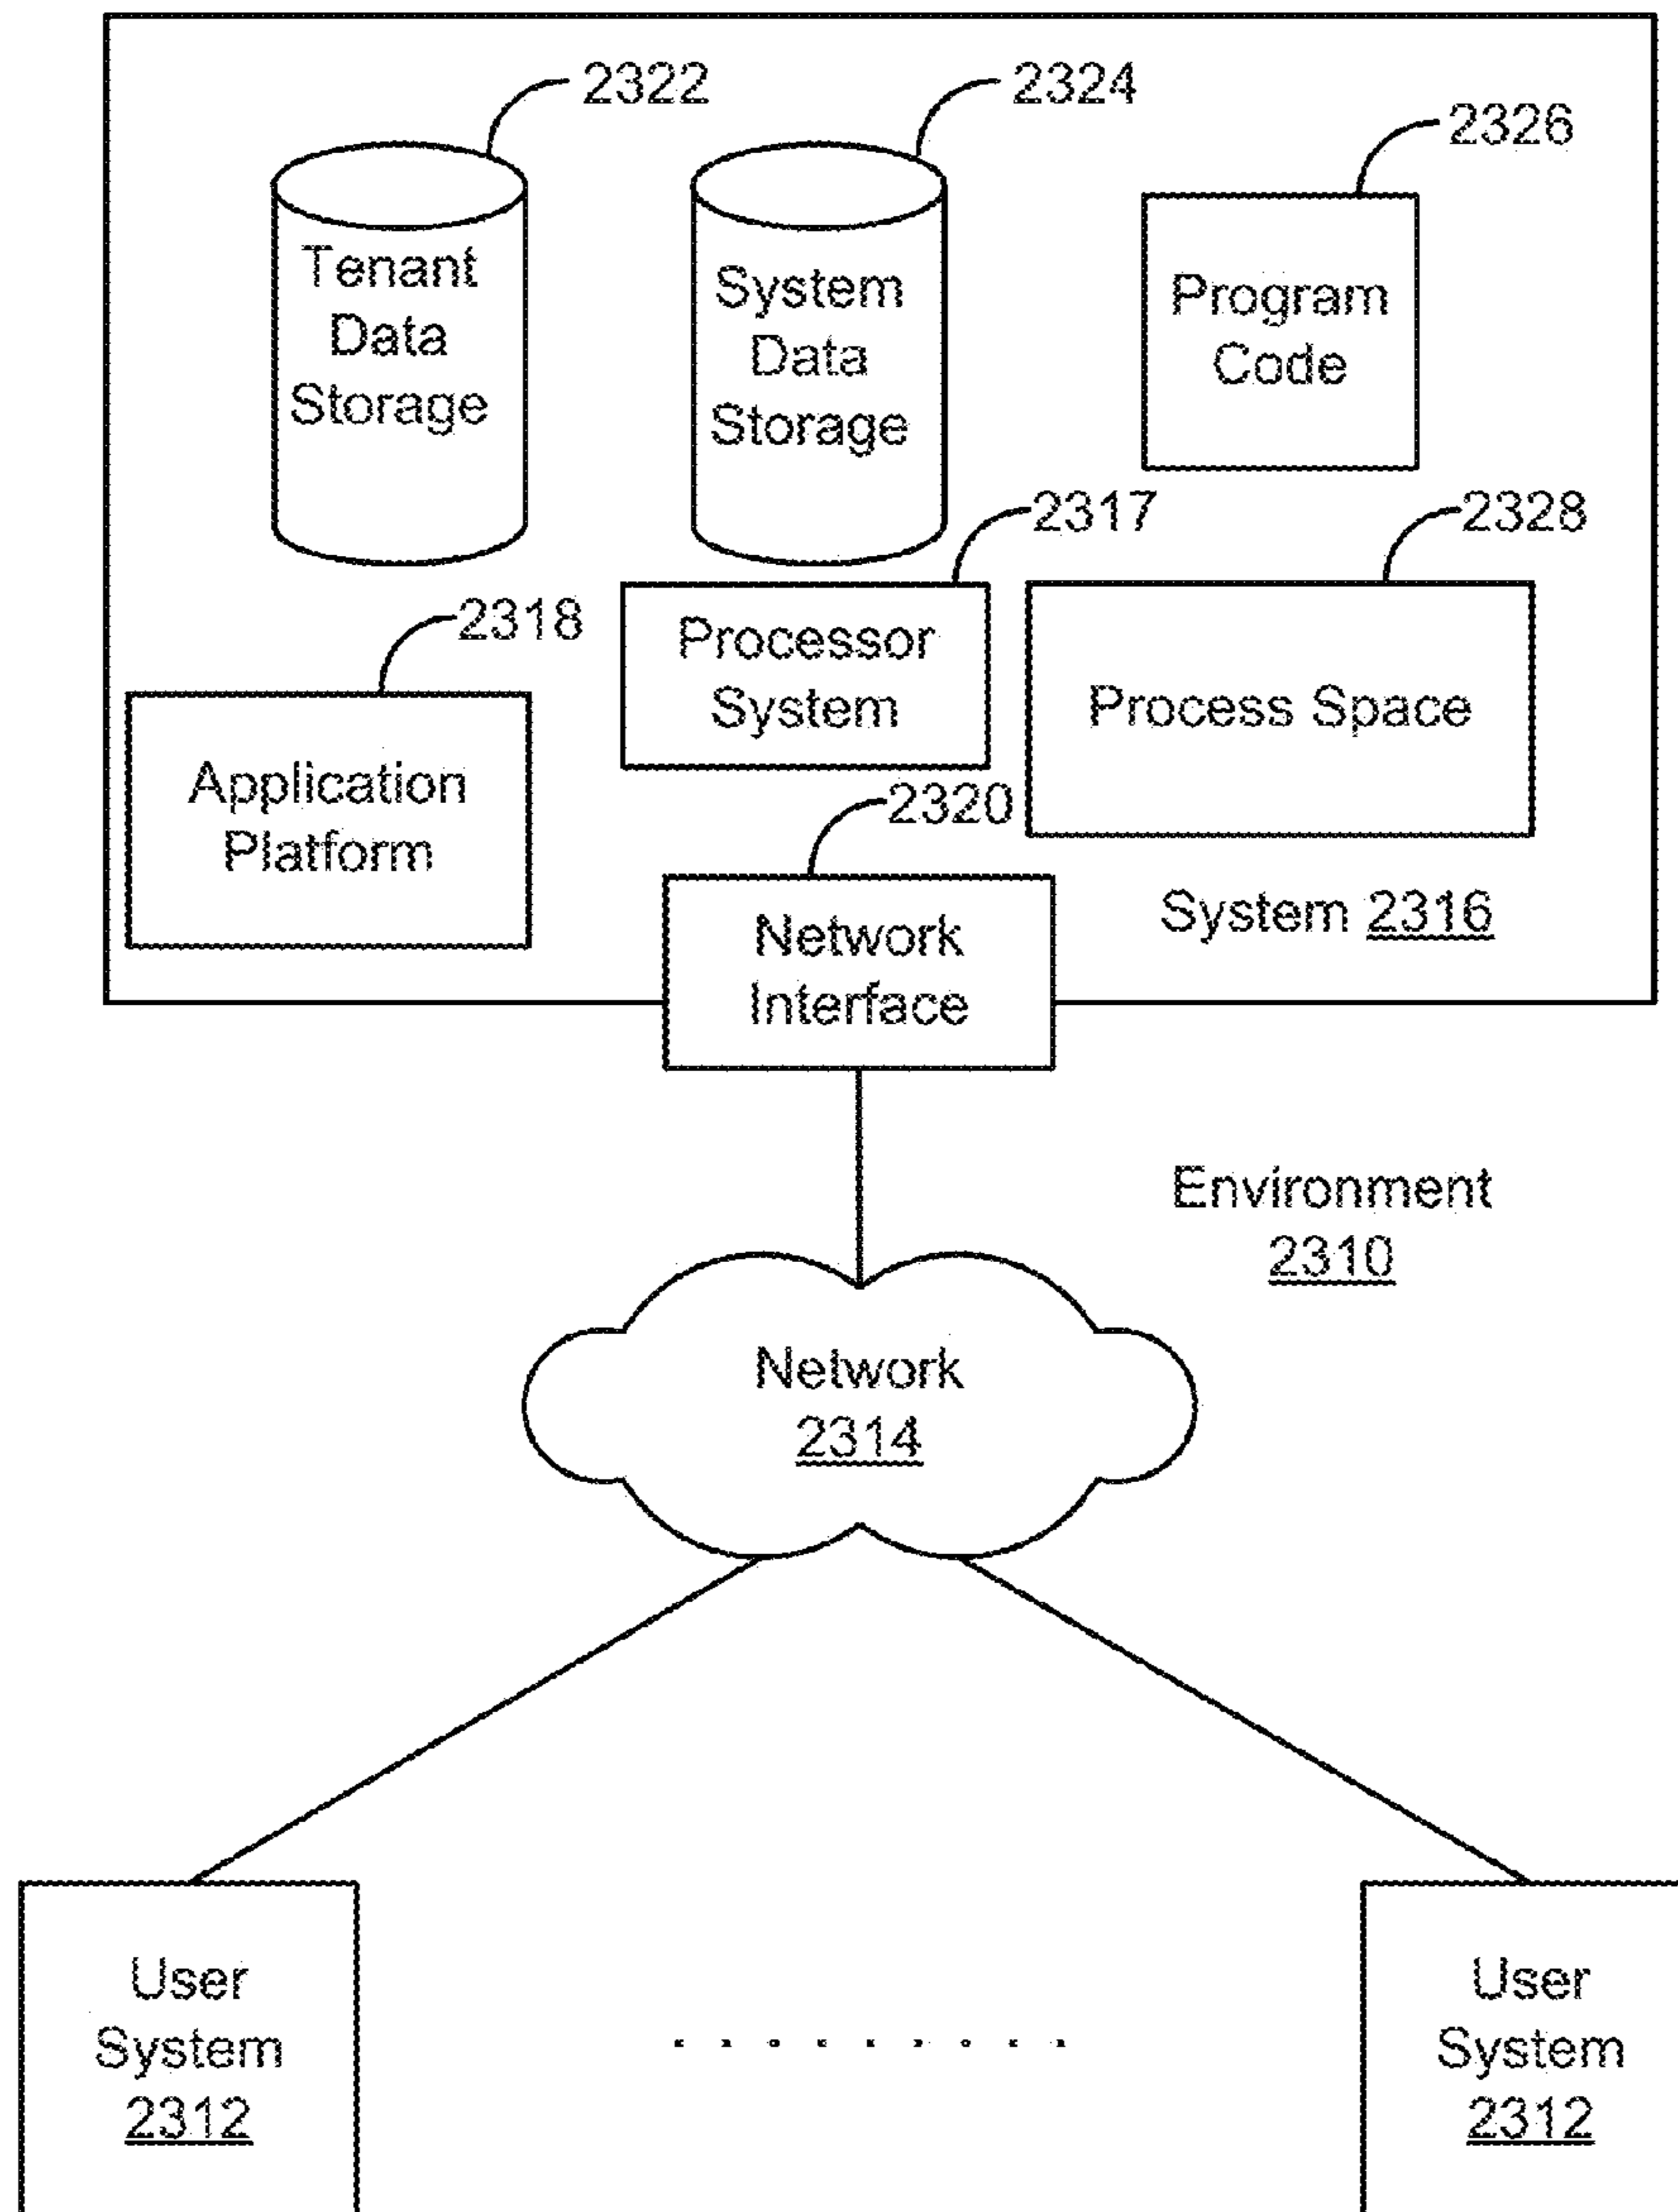 2322
2324
2326
Tenant
Data
Storage
System
Data
Storage
Program
Code
2317
2328
2318
Processor
System
Process Space
Application
Platform
2320
Network
Interface
System 2316
Environment
2310
Network
2314
User
System
2312
User
System
2312